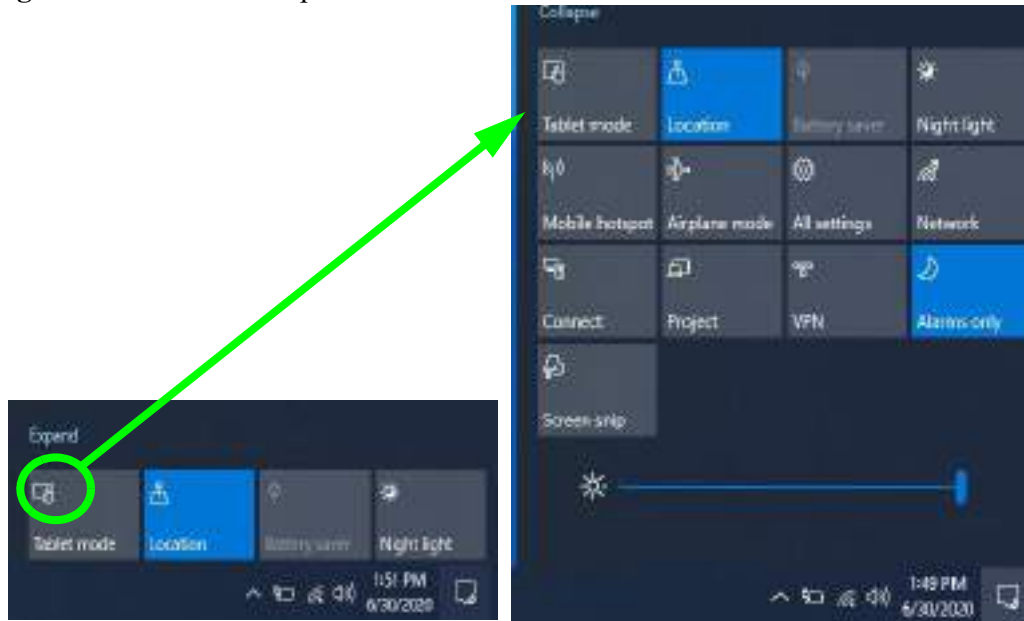 Collapse
Tablet mode Location Battery saver Night light
Mobile hotspot Airplane mode All settings Network
Connect Project VPN Alarms only
Screen snip
1:49 PM
6/30/2020
Expand
Tablet mode Location Battery saver Night light
1:51 PM
6/30/2020